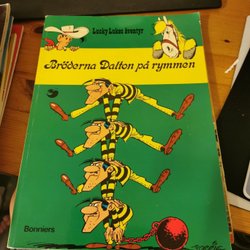 Lucky Lukes äventyr
Bröderna Dalton på rymmen
Bonniers